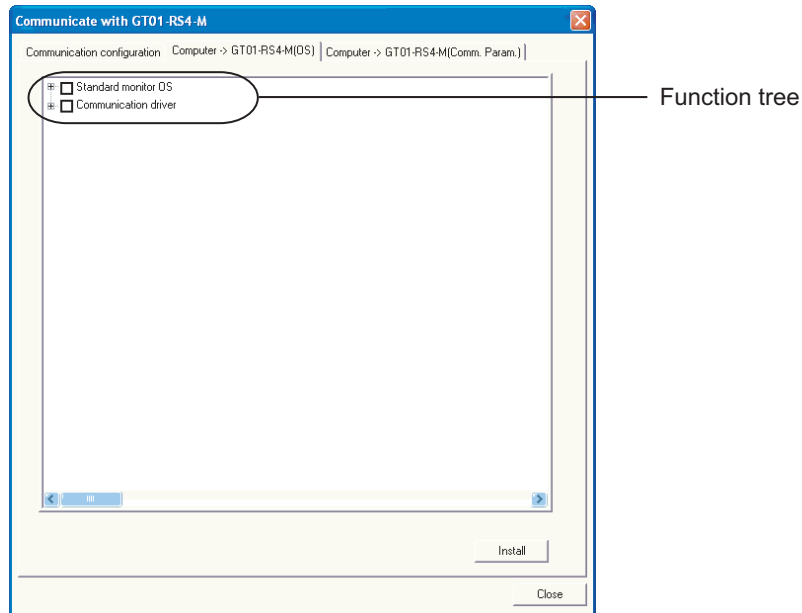 Communicate with GT01-RS4-M
Communication configuration Computer -> GT01-RS4-M(OS) Computer -> GT01-RS4-M(Comm. Param.)
Standard monitor OS
Communication driver
Function tree
Install
Close